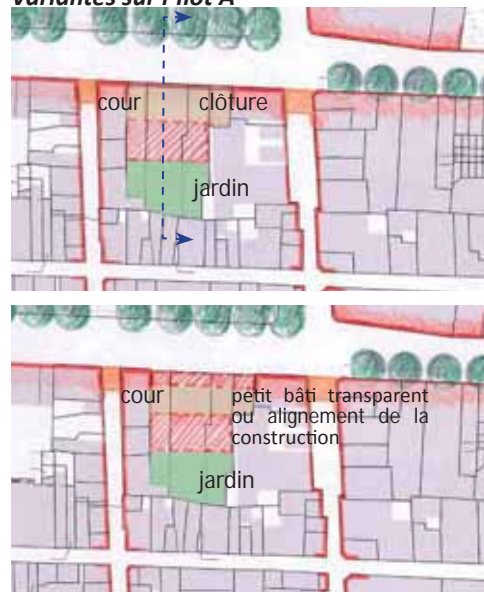 Variantes sur l'îlot A
cour clôture
jardin
cour petit bâti transparent
ou alignement de la
construction
jardin